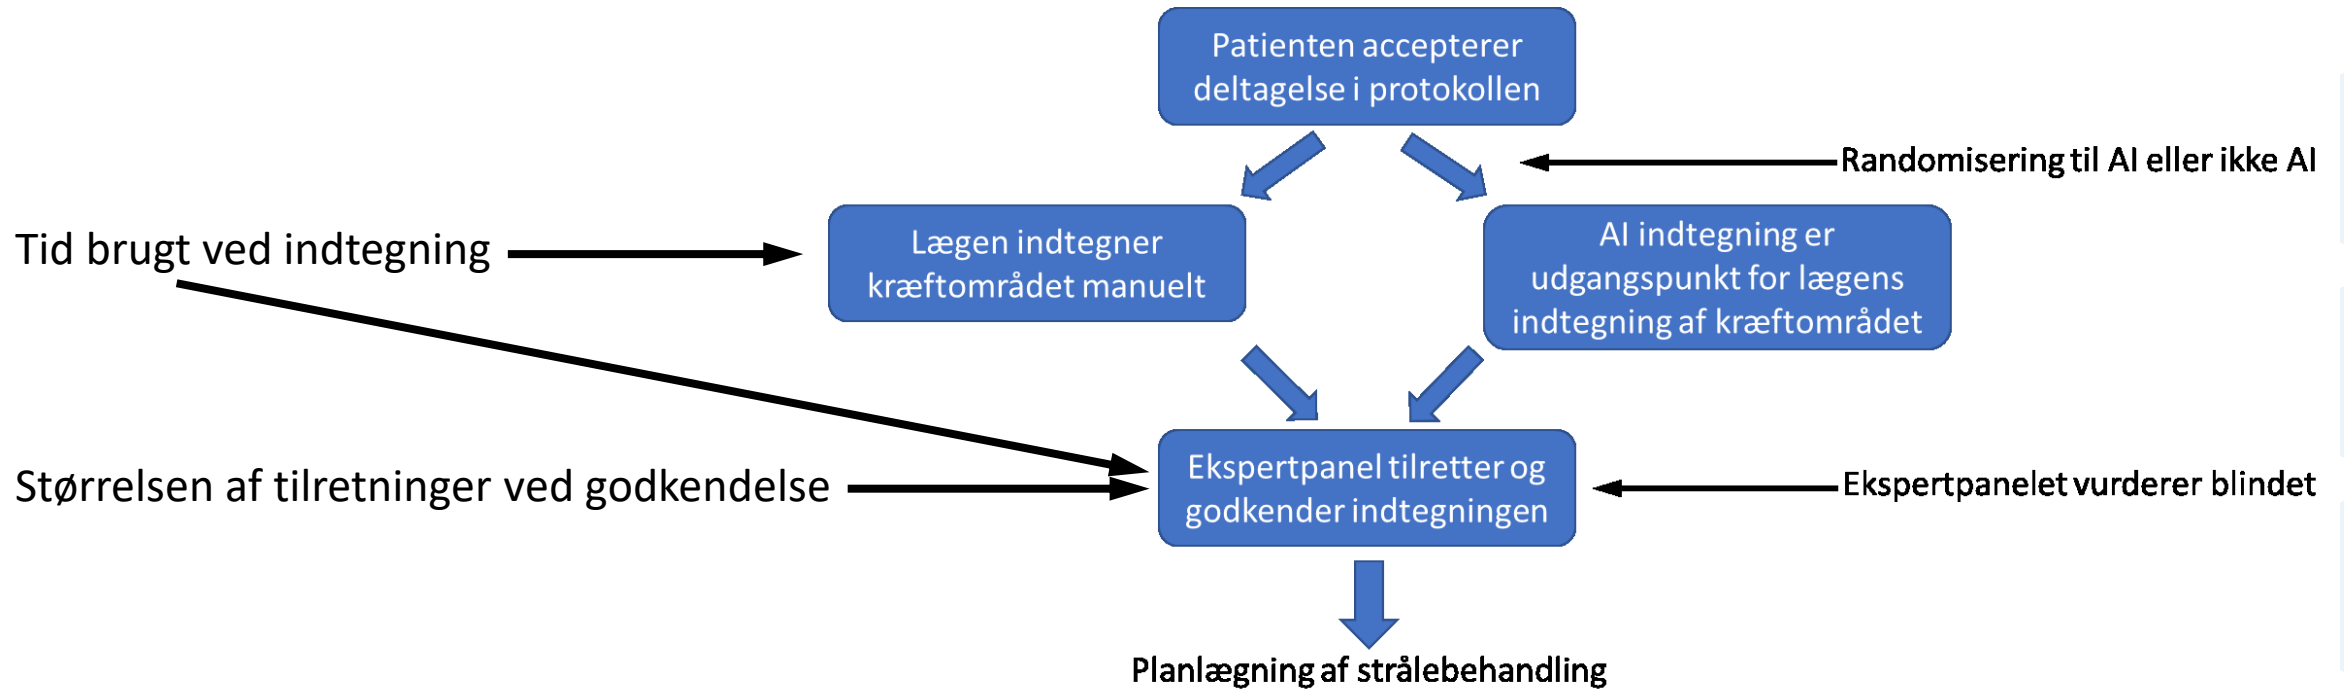 Patienten accepterer
deltagelse i protokollen
Randomisering til AI eller ikke AI
Tid brugt ved indtegning
Lægen indtegner
kræftområdet manuelt
AI indtegning er
udgangspunkt for lægens
indtegning af kræftområdet
Størrelsen af tilretninger ved godkendelse
Ekspertpanel tilretter og
godkender indtegningen
Ekspertpanelet vurderer blindet
Planlægning af strålebehandling